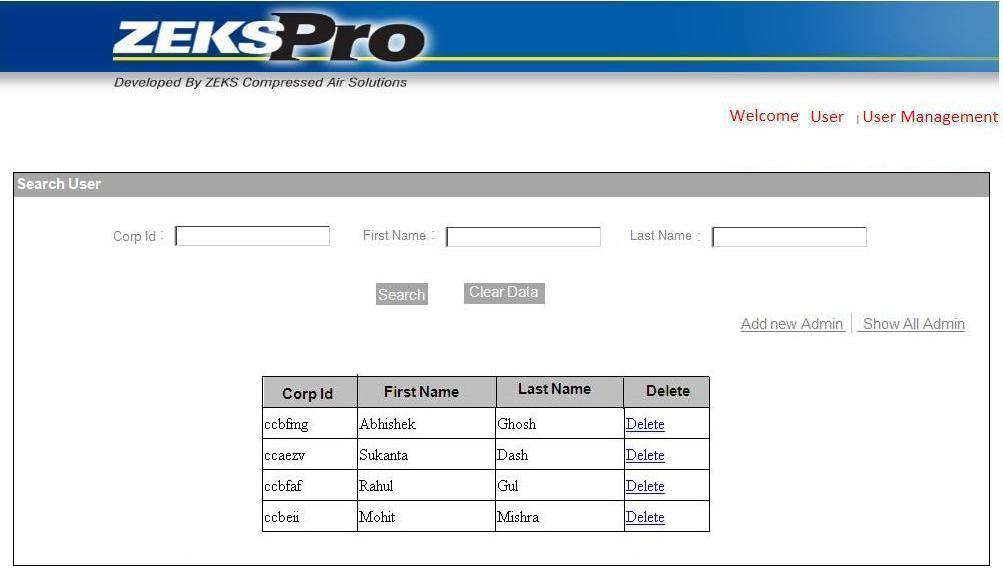 ZEKSPro
Developed By ZEKS Compressed Air Solutions
Welcome User | User Management
Search User
Corp Id : First Name : Last Name :
Search Clear Data
Add new Admin | Show All Admin
Corp Id First Name Last Name Delete
ccbfmg Abhishek Ghosh Delete
ccaezv Sukanta Dash Delete
ccbfaf Rahul Gul Delete
ccbeii Mohit Mishra Delete